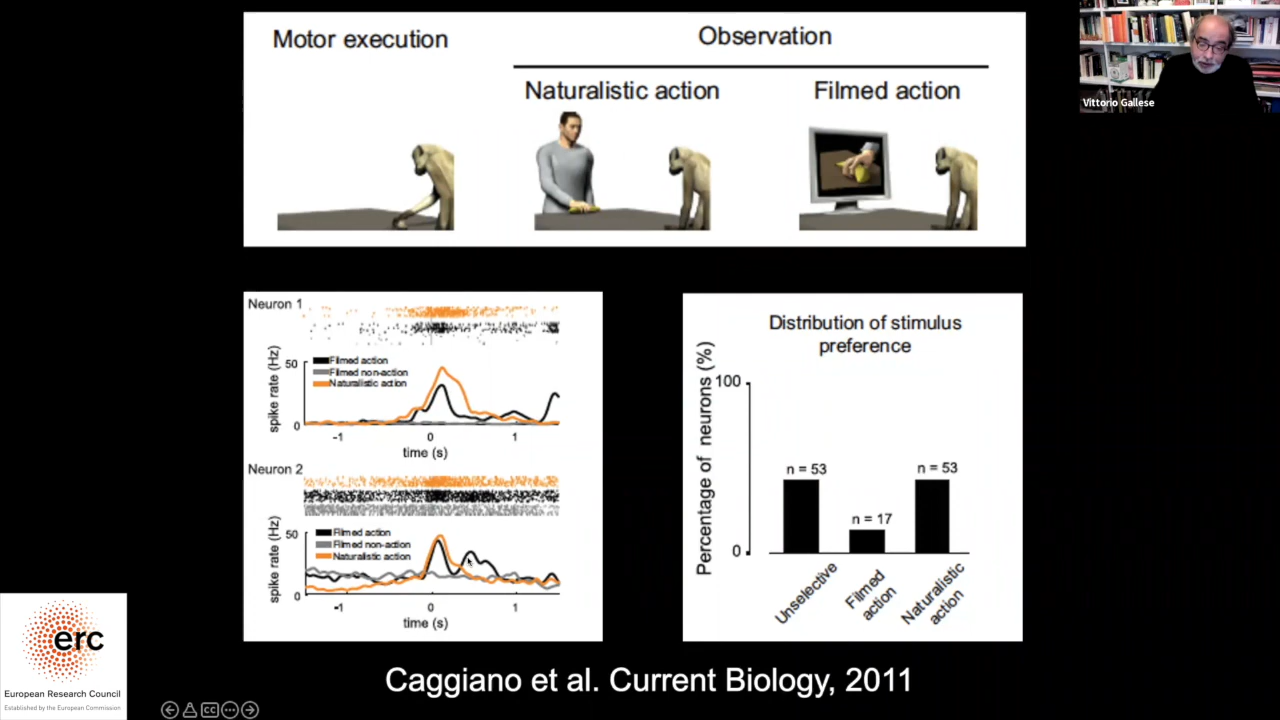 Motor execution
Observation
Naturalistic action
Filmed action
Vittorio Gallese
Neuron 1
spike rate (Hz)
50
0
Filmed action
Filmed non-action
Naturalistic action
-1
0
1
time (s)
Neuron 2
spike rate (Hz)
50
0
Filmed action
Filmed non-action
Naturalistic action
-1
0
1
time (s)
Distribution of stimulus
preference
Percentage of neurons (%)
100
0
n = 53
n = 17
n = 53
Unselective
Filmed
action
Naturalistic
action
erc
European Research Council
Established by the European Commission
Caggiano et al. Current Biology, 2011
CC